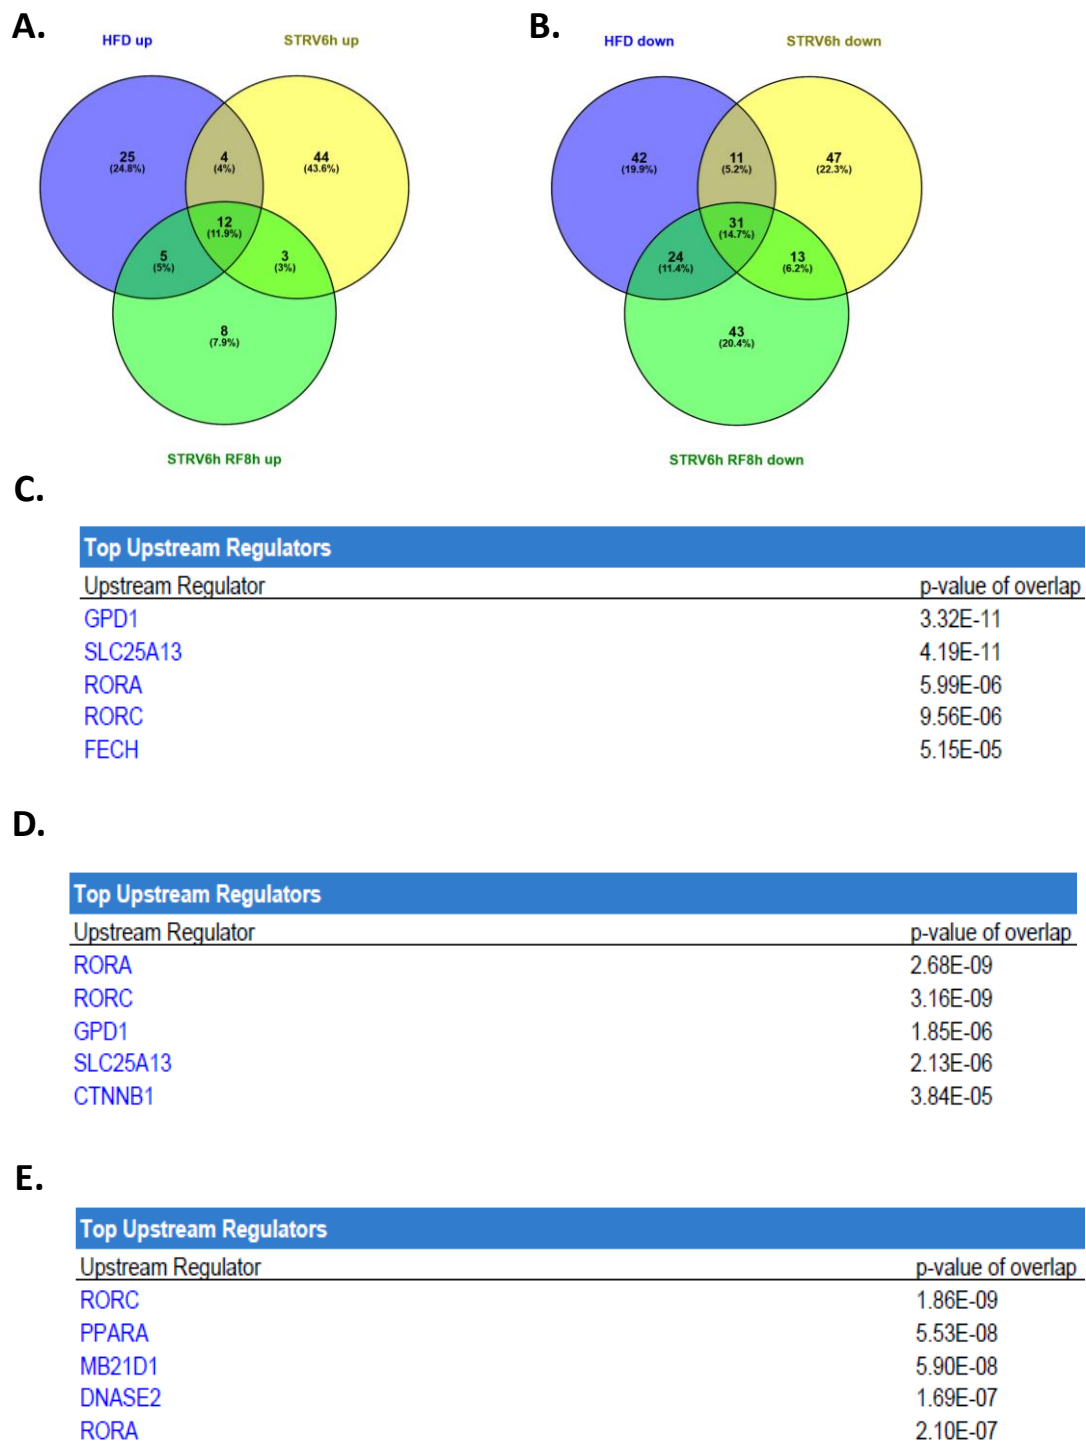 A.
B.
HFD up
STRV6h up
HFD down
STRV6h down
25
(24.8%)
4
(4%)
44
(43.6%)
12
(11.9%)
5
(5%)
3
(3%)
8
(7.9%)
STRV6h RF8h up
42
(19.9%)
11
(5.2%)
47
(22.3%)
31
(14.7%)
24
(11.4%)
13
(6.2%)
43
(20.4%)
STRV6h RF8h down
C.
Top Upstream Regulators
Upstream Regulator p-value of overlap
GPD1 3.32E-11
SLC25A13 4.19E-11
RORA 5.99E-06
RORC 9.56E-06
FECH 5.15E-05
D.
Top Upstream Regulators
Upstream Regulator p-value of overlap
RORA 2.68E-09
RORC 3.16E-09
GPD1 1.85E-06
SLC25A13 2.13E-06
CTNNB1 3.84E-05
E.
Top Upstream Regulators
Upstream Regulator p-value of overlap
RORC 1.86E-09
PPARA 5.53E-08
MB21D1 5.90E-08
DNASE2 1.69E-07
RORA 2.10E-07